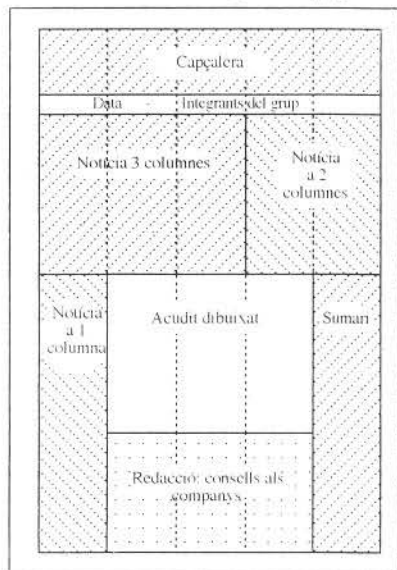 Capçalera
Data - Integrants del grup
Notícia 3 columnes
Notícia
a 2
columnes
Notícia
a 1
columna
Acudit dibuixat
Sumari
Redacció: consells als
companys